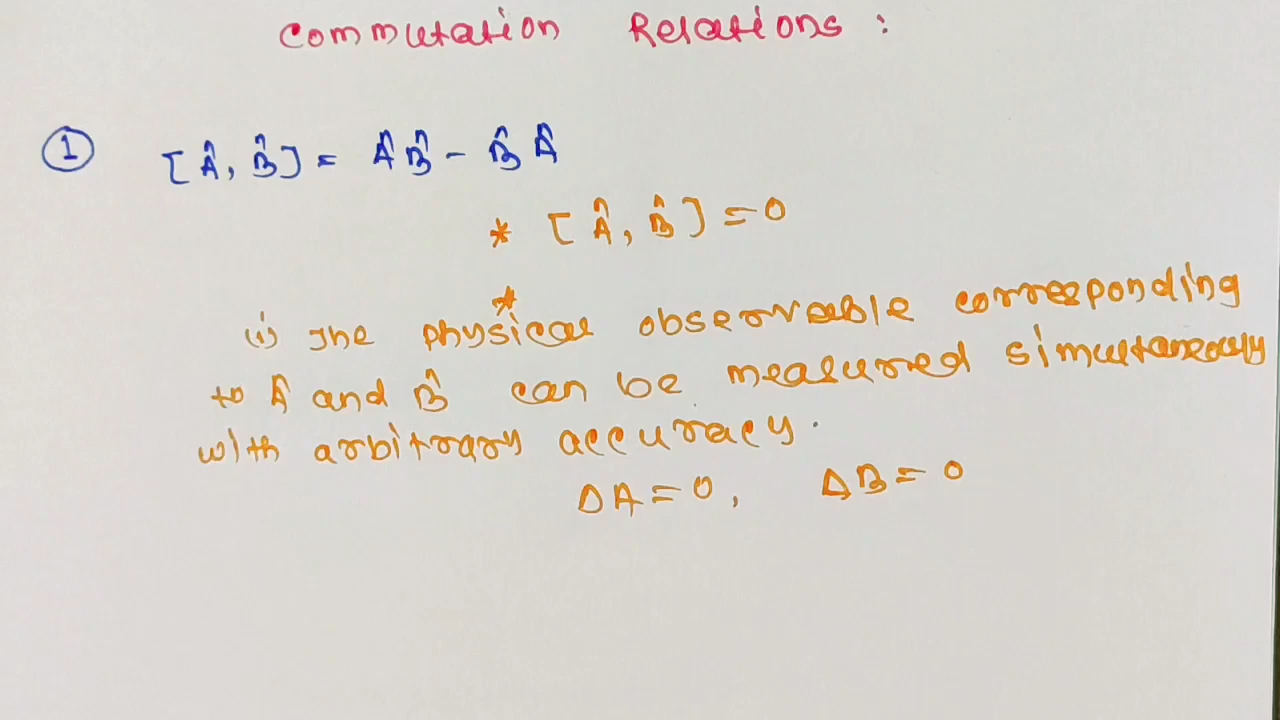 Commutation Relations :
① [Â, B̂] = ÂB̂ - B̂Â
* [Â, B̂] = 0
*
(i) The physical observable corresponding
to Â and B̂ can be measured simultaneously
with arbitrary accuracy.
ΔA = 0, ΔB = 0